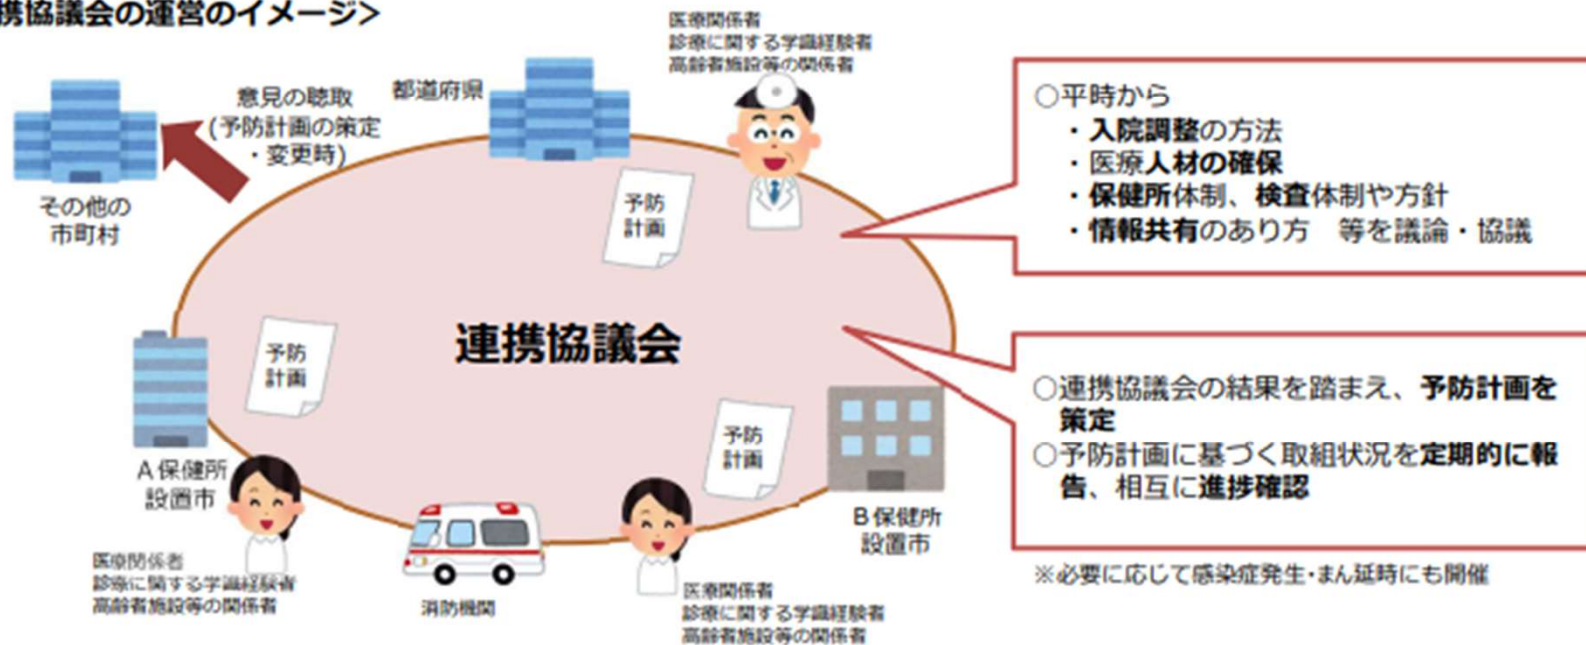 携協議会の運営のイメージ>
医療関係者
診療に関する学識経験者
高齢者施設等の関係者
都道府県
意見の聴取
(予防計画の策定
・変更時)
その他の
市町村
予防
計画
○平時から
・入院調整の方法
・医療人材の確保
・保健所体制、検査体制や方針
・情報共有のあり方 等を議論・協議
連携協議会
予防
計画
予防
計画
○連携協議会の結果を踏まえ、予防計画を
策定
○予防計画に基づく取組状況を定期的に報
告、相互に進捗確認
※必要に応じて感染症発生・まん延時にも開催
A保健所
設置市
B保健所
設置市
医療関係者
診療に関する学識経験者
高齢者施設等の関係者
消防機関
医療関係者
診療に関する学識経験者
高齢者施設等の関係者